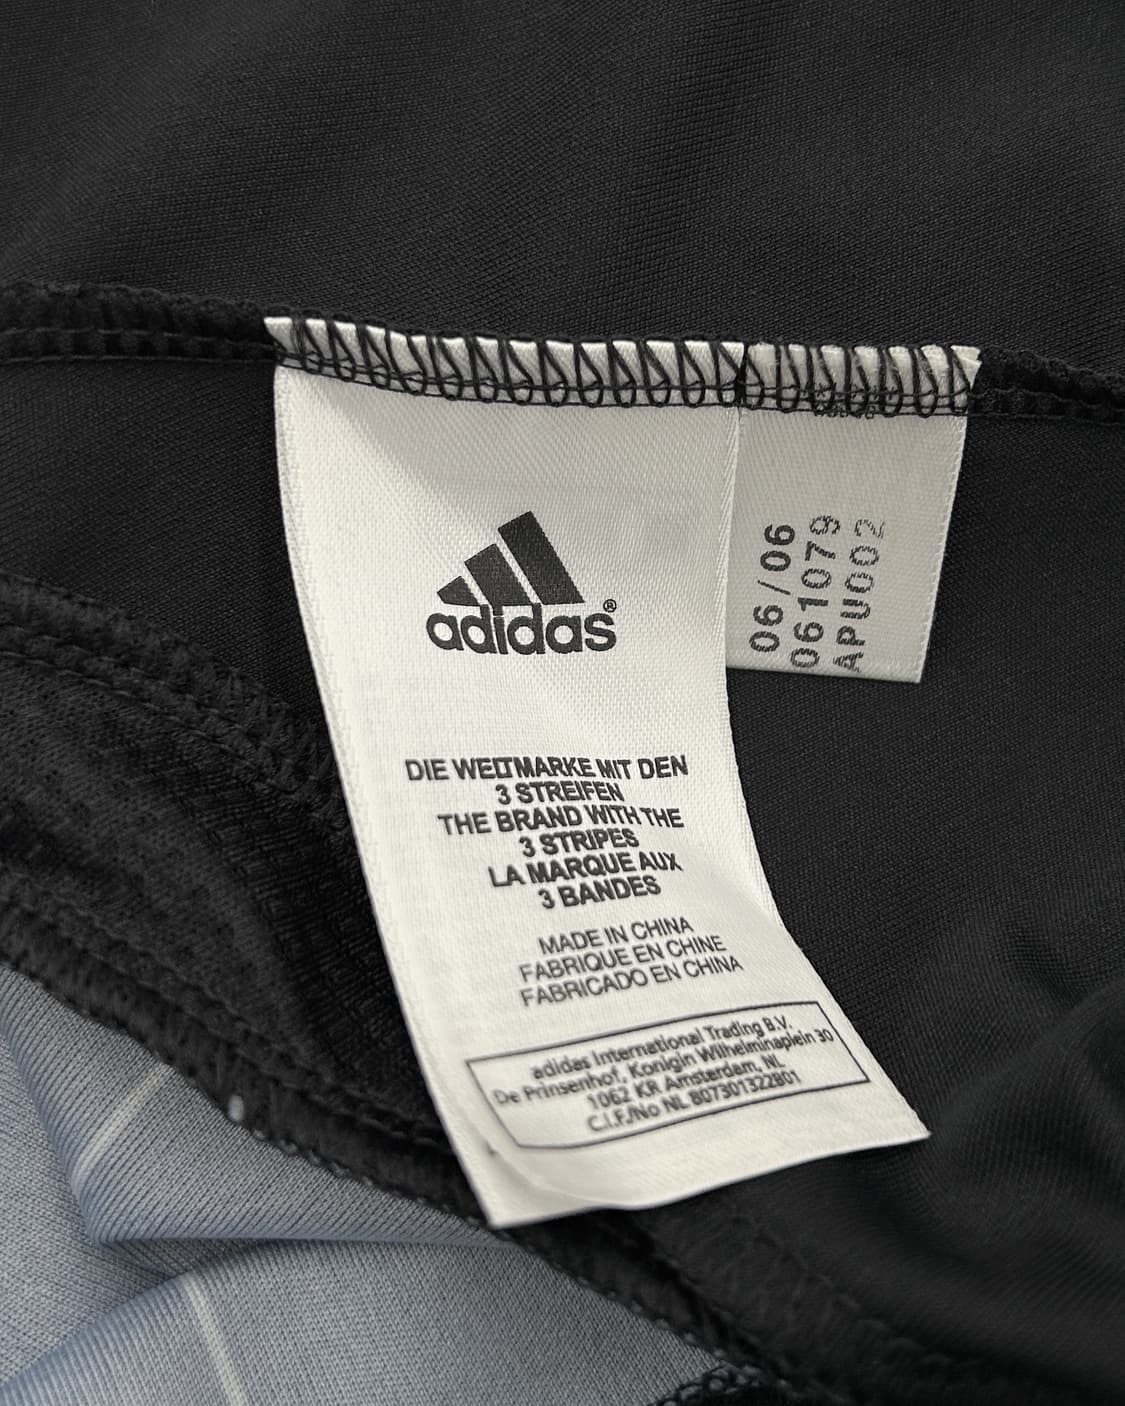 adidas®
DIE WELTMARKE MIT DEN
3 STREIFEN
THE BRAND WITH THE
3 STRIPES
LA MARQUE AUX
3 BANDES
MADE IN CHINA
FABRIQUE EN CHINE
FABRICADO EN CHINA
adidas International Trading B.V.
De Prinsenhof, Konigin Wilhelminaplein 30
1062 KR Amsterdam, NL
C.I.F./No NL 807301322B01
06/06
061079
APU002